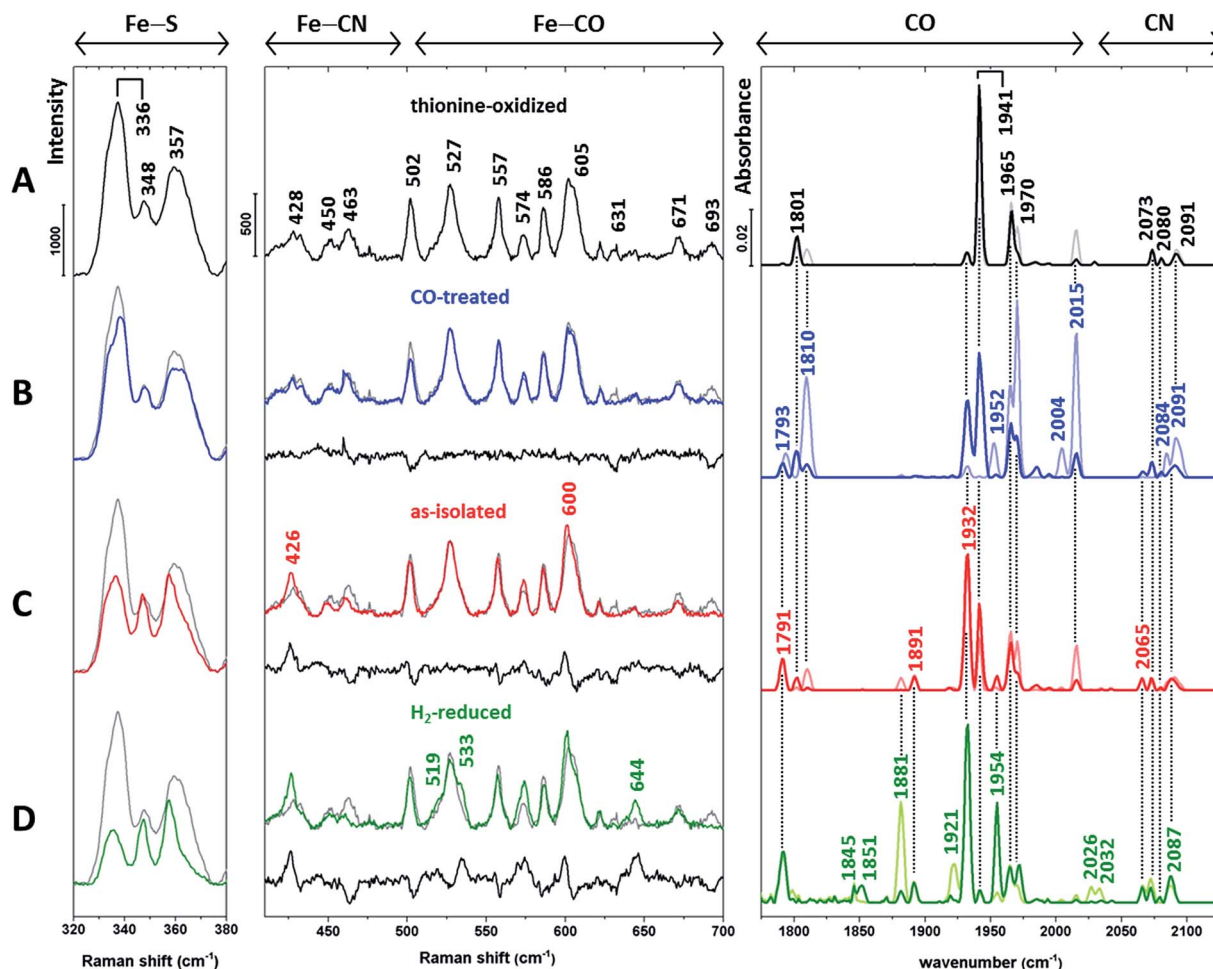 Fe–S
Fe–CN
Fe–CO
CO
CN
A
Intensity
1000
336
348
357
500
thionine-oxidized
428
450
463
502
527
557
574
586
605
631
671
693
Absorbance
0.02
1801
1941
1965
1970
2073
2080
2091
B
CO-treated
1793
1810
1952
2004
2015
2084
2091
C
as-isolated
426
600
1791
1891
1932
2065
D
H₂-reduced
519
533
644
1845
1851
1881
1921
1954
2026
2032
2087
320 340 360 380
450 500 550 600 650 700
1800 1850 1900 1950 2000 2050 2100
Raman shift (cm⁻¹)
Raman shift (cm⁻¹)
wavenumber (cm⁻¹)